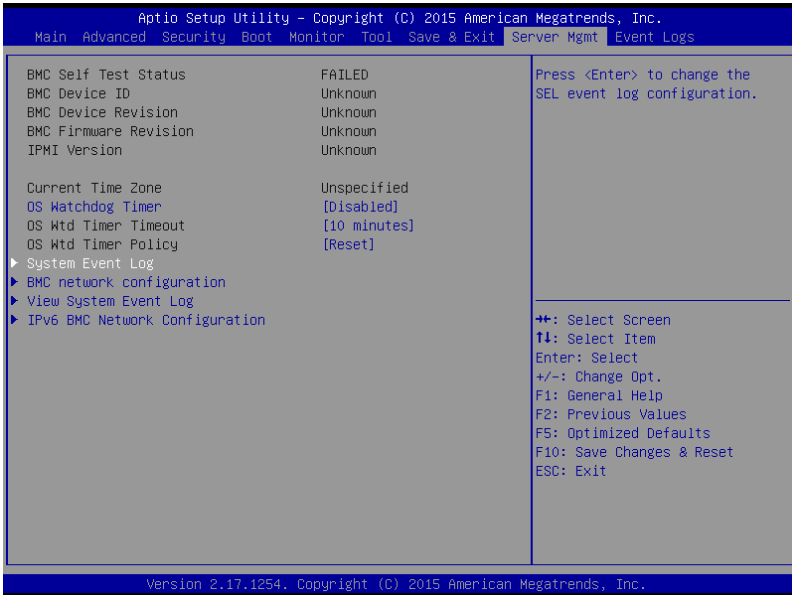 Aptio Setup Utility – Copyright (C) 2015 American Megatrends, Inc.
Main Advanced Security Boot Monitor Tool Save & Exit Server Mgmt Event Logs
BMC Self Test Status FAILED
BMC Device ID Unknown
BMC Device Revision Unknown
BMC Firmware Revision Unknown
IPMI Version Unknown
Current Time Zone Unspecified
OS Watchdog Timer [Disabled]
OS Wtd Timer Timeout [10 minutes]
OS Wtd Timer Policy [Reset]
System Event Log
BMC network configuration
View System Event Log
IPv6 BMC Network Configuration
Press <Enter> to change the
SEL event log configuration.
→←: Select Screen
↑↓: Select Item
Enter: Select
+/-: Change Opt.
F1: General Help
F2: Previous Values
F5: Optimized Defaults
F10: Save Changes & Reset
ESC: Exit
Version 2.17.1254. Copyright (C) 2015 American Megatrends, Inc.